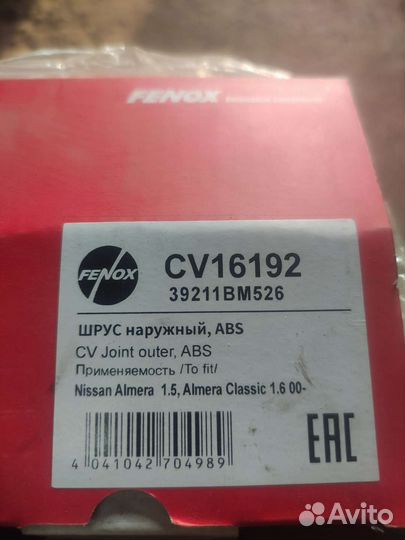 FENOX
FENOX
CV16192
39211BM526
ШРУС наружный, ABS
CV Joint outer, ABS
Применяемость /To fit/
Nissan Almera 1.5, Almera Classic 1.6 00-
4 041042 704989
EAC
Avito